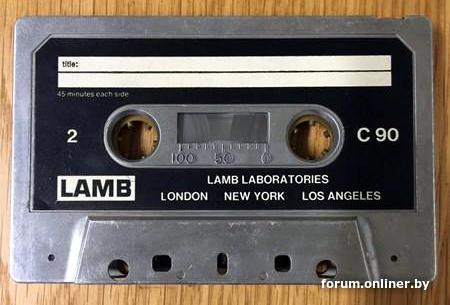 title:
45 minutes each side
2
C 90
100 50 0
LAMB
LAMB LABORATORIES
LONDON NEW YORK LOS ANGELES
forum.onliner.by